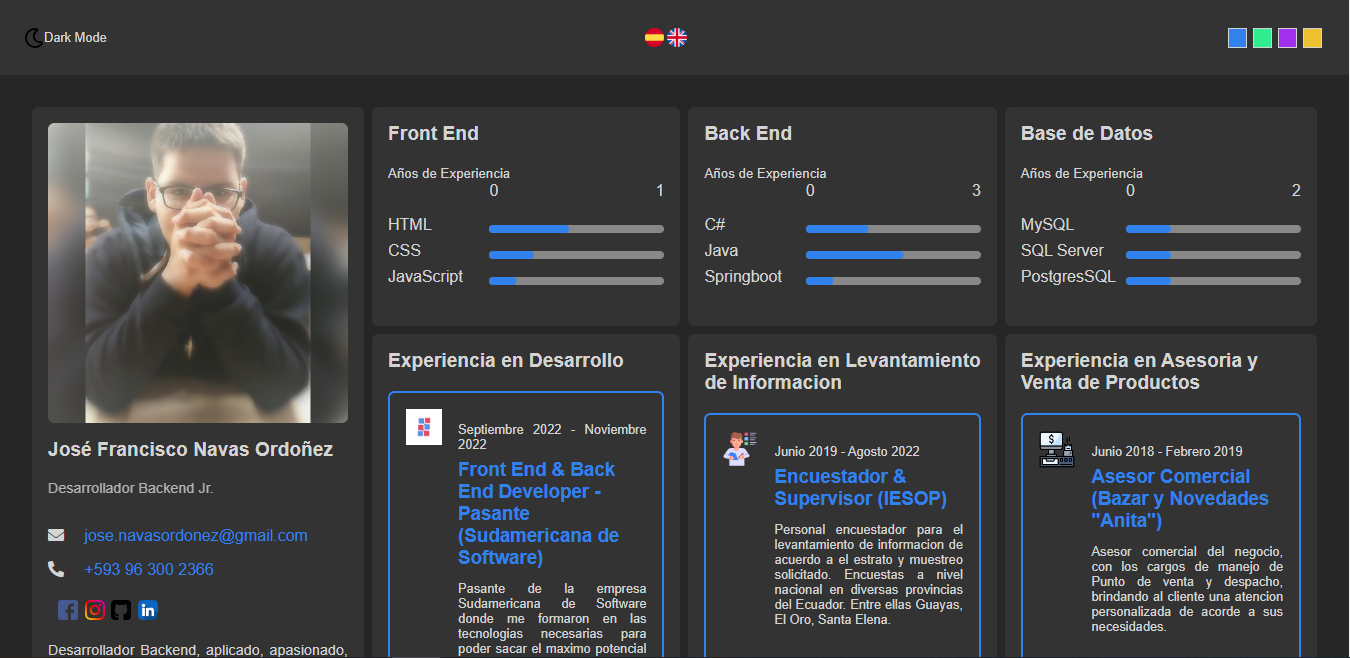 Dark Mode
José Francisco Navas Ordoñez
Desarrollador Backend Jr.
jose.navasordonez@gmail.com
+593 96 300 2366
Desarrollador Backend, aplicado, apasionado,
Front End
Años de Experiencia
0 1
HTML
CSS
JavaScript
Back End
Años de Experiencia
0 3
C#
Java
Springboot
Base de Datos
Años de Experiencia
0 2
MySQL
SQL Server
PostgresSQL
Experiencia en Desarrollo
Septiembre 2022 - Noviembre
2022
Front End & Back
End Developer -
Pasante
(Sudamericana de
Software)
Pasante de la empresa
Sudamericana de Software
donde me formaron en las
tecnologias necesarias para
poder sacar el maximo potencial
Experiencia en Levantamiento
de Informacion
Junio 2019 - Agosto 2022
Encuestador &
Supervisor (IESOP)
Personal encuestador para el
levantamiento de informacion de
acuerdo a el estrato y muestreo
solicitado. Encuestas a nivel
nacional en diversas provincias
del Ecuador. Entre ellas Guayas,
El Oro, Santa Elena.
Experiencia en Asesoria y
Venta de Productos
Junio 2018 - Febrero 2019
Asesor Comercial
(Bazar y Novedades
"Anita")
Asesor comercial del negocio,
con los cargos de manejo de
Punto de venta y despacho,
brindando al cliente una atencion
personalizada de acorde a sus
necesidades.